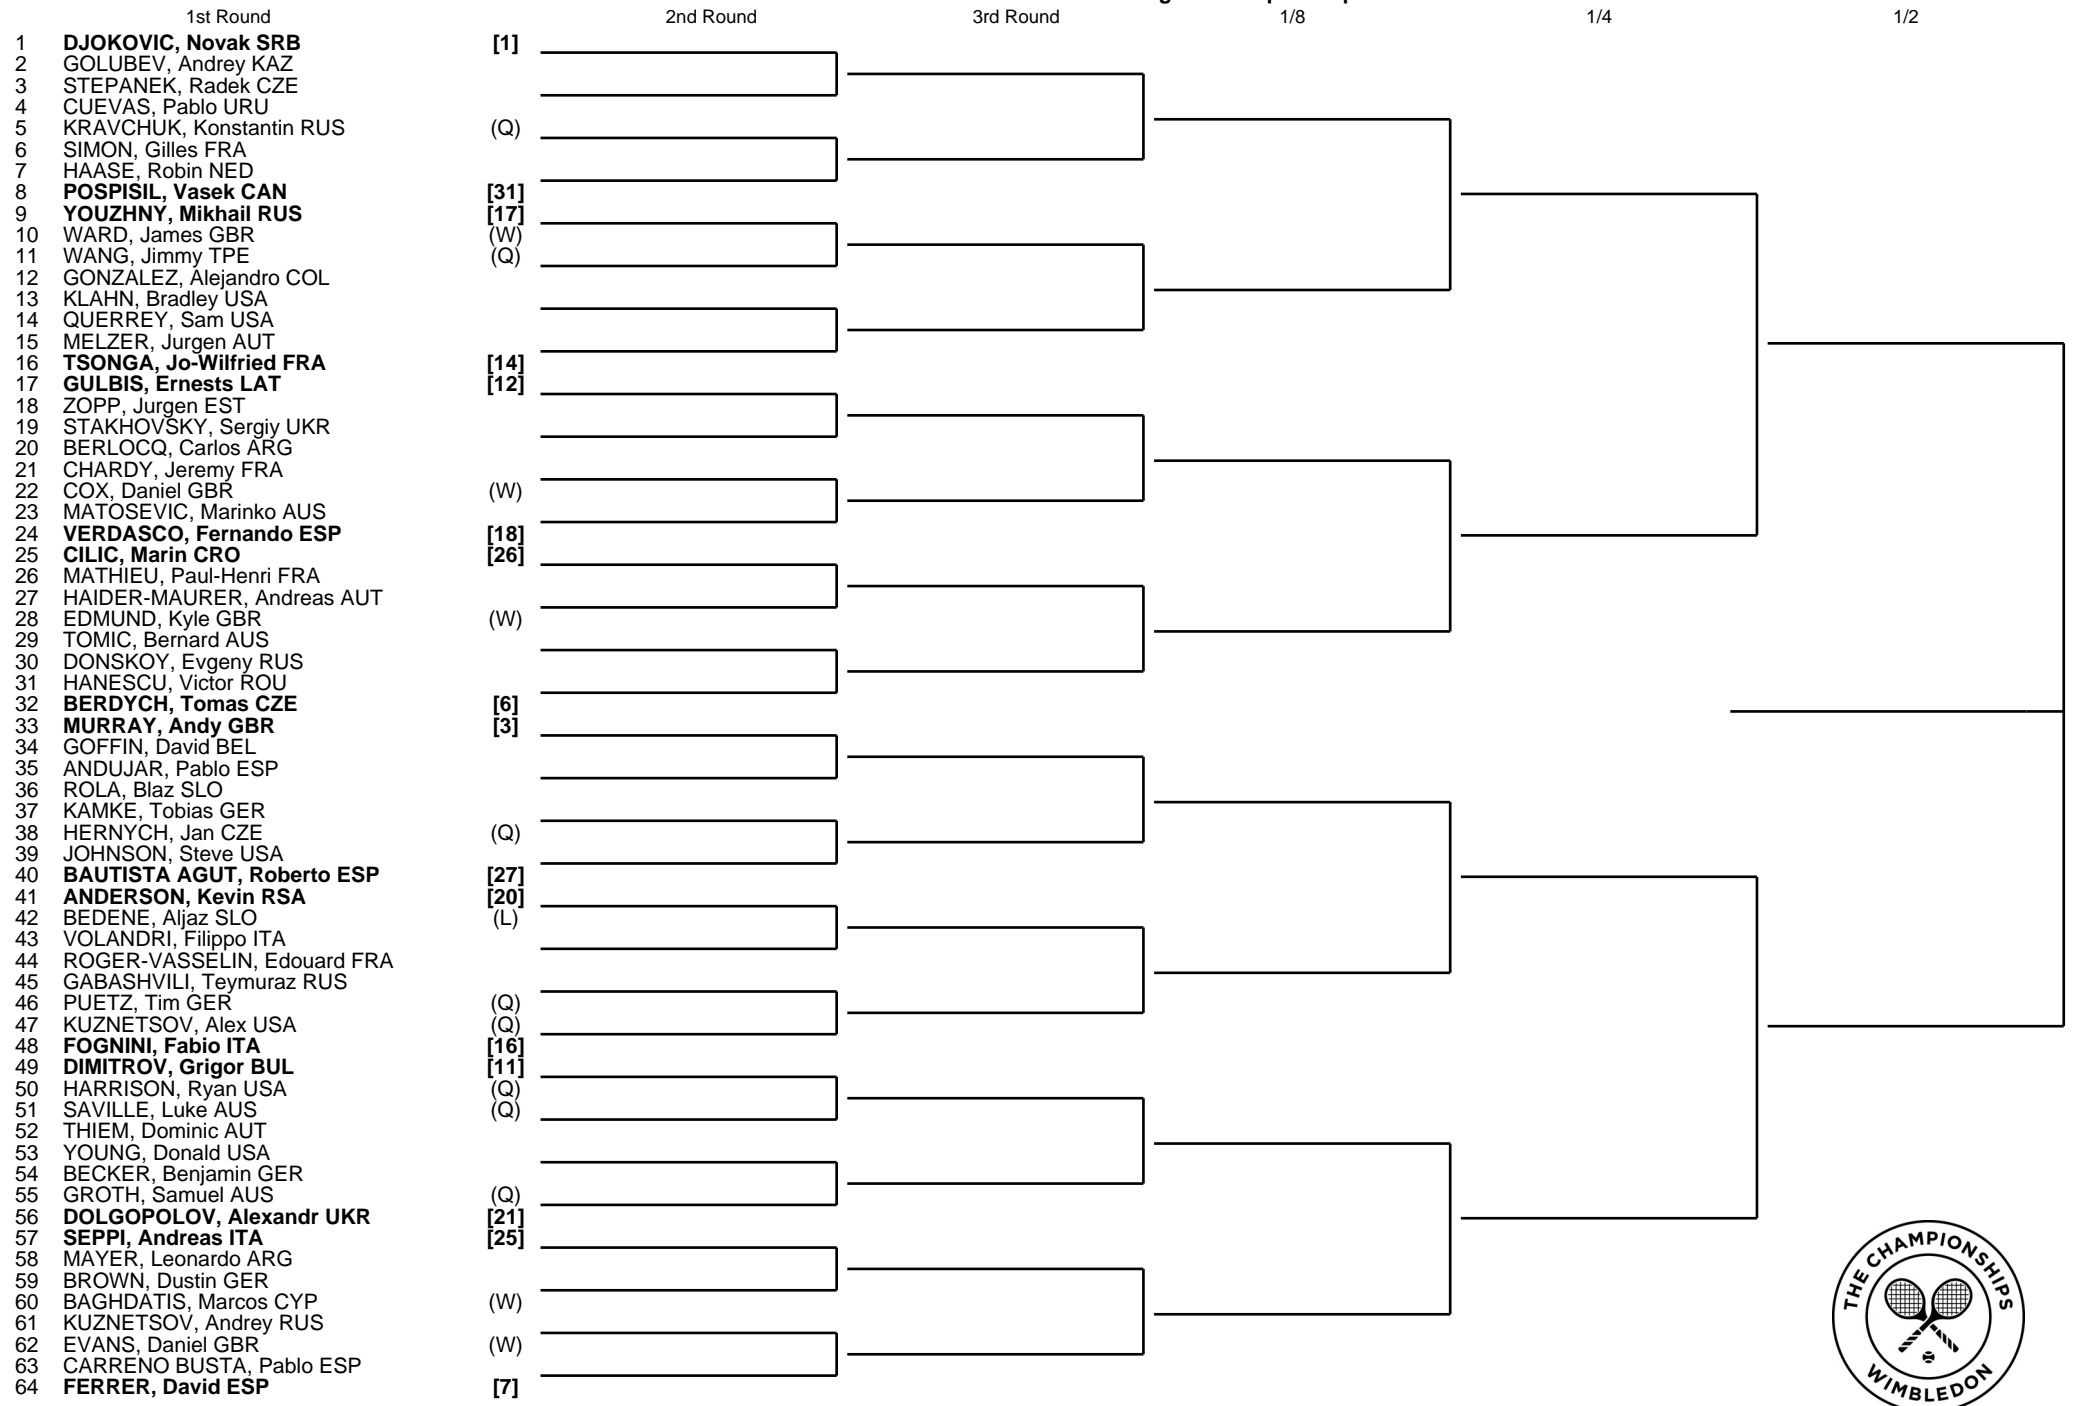 1st Round 2nd Round 3rd Round 1/8 1/4 1/2
1 DJOKOVIC, Novak SRB [1]
2 GOLUBEV, Andrey KAZ
3 STEPANEK, Radek CZE
4 CUEVAS, Pablo URU
5 KRAVCHUK, Konstantin RUS (Q)
6 SIMON, Gilles FRA
7 HAASE, Robin NED
8 POSPISIL, Vasek CAN [31]
9 YOUZHNY, Mikhail RUS [17]
10 WARD, James GBR (W)
11 WANG, Jimmy TPE (Q)
12 GONZALEZ, Alejandro COL
13 KLAHN, Bradley USA
14 QUERREY, Sam USA
15 MELZER, Jurgen AUT
16 TSONGA, Jo-Wilfried FRA [14]
17 GULBIS, Ernests LAT [12]
18 ZOPP, Jurgen EST
19 STAKHOVSKY, Sergiy UKR
20 BERLOCQ, Carlos ARG
21 CHARDY, Jeremy FRA
22 COX, Daniel GBR (W)
23 MATOSEVIC, Marinko AUS
24 VERDASCO, Fernando ESP [18]
25 CILIC, Marin CRO [26]
26 MATHIEU, Paul-Henri FRA
27 HAIDER-MAURER, Andreas AUT
28 EDMUND, Kyle GBR (W)
29 TOMIC, Bernard AUS
30 DONSKOY, Evgeny RUS
31 HANESCU, Victor ROU
32 BERDYCH, Tomas CZE [6]
33 MURRAY, Andy GBR [3]
34 GOFFIN, David BEL
35 ANDUJAR, Pablo ESP
36 ROLA, Blaz SLO
37 KAMKE, Tobias GER
38 HERNYCH, Jan CZE (Q)
39 JOHNSON, Steve USA
40 BAUTISTA AGUT, Roberto ESP [27]
41 ANDERSON, Kevin RSA [20]
42 BEDENE, Aljaz SLO (L)
43 VOLANDRI, Filippo ITA
44 ROGER-VASSELIN, Edouard FRA
45 GABASHVILI, Teymuraz RUS
46 PUETZ, Tim GER (Q)
47 KUZNETSOV, Alex USA (Q)
48 FOGNINI, Fabio ITA [16]
49 DIMITROV, Grigor BUL [11]
50 HARRISON, Ryan USA (Q)
51 SAVILLE, Luke AUS (Q)
52 THIEM, Dominic AUT
53 YOUNG, Donald USA
54 BECKER, Benjamin GER
55 GROTH, Samuel AUS (Q)
56 DOLGOPOLOV, Alexandr UKR [21]
57 SEPPI, Andreas ITA [25]
58 MAYER, Leonardo ARG
59 BROWN, Dustin GER
60 BAGHDATIS, Marcos CYP (W)
61 KUZNETSOV, Andrey RUS
62 EVANS, Daniel GBR (W)
63 CARRENO BUSTA, Pablo ESP
64 FERRER, David ESP [7]
THE CHAMPIONSHIPS
WIMBLEDON